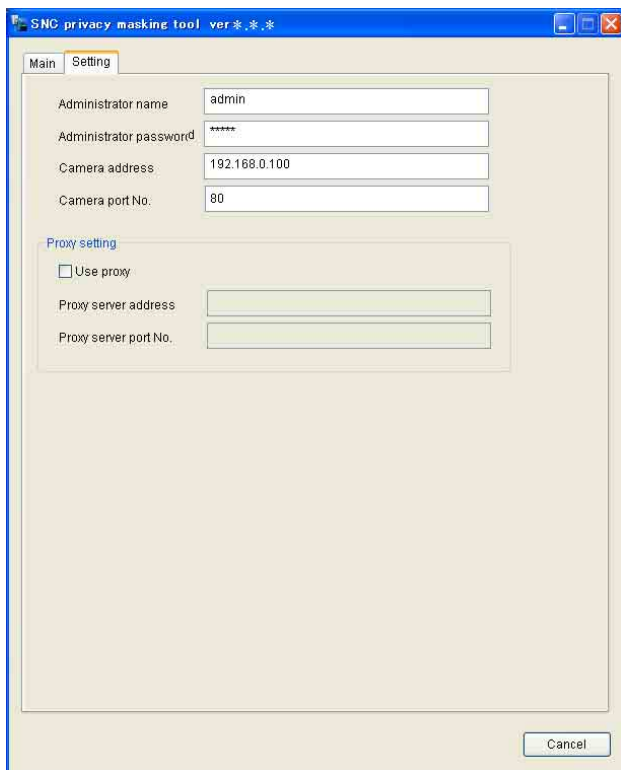 SNC privacy masking tool ver*.*.*
Main Setting
Administrator name admin
Administrator password *****
Camera address 192.168.0.100
Camera port No. 80
Proxy setting
Use proxy
Proxy server address
Proxy server port No.
Cancel